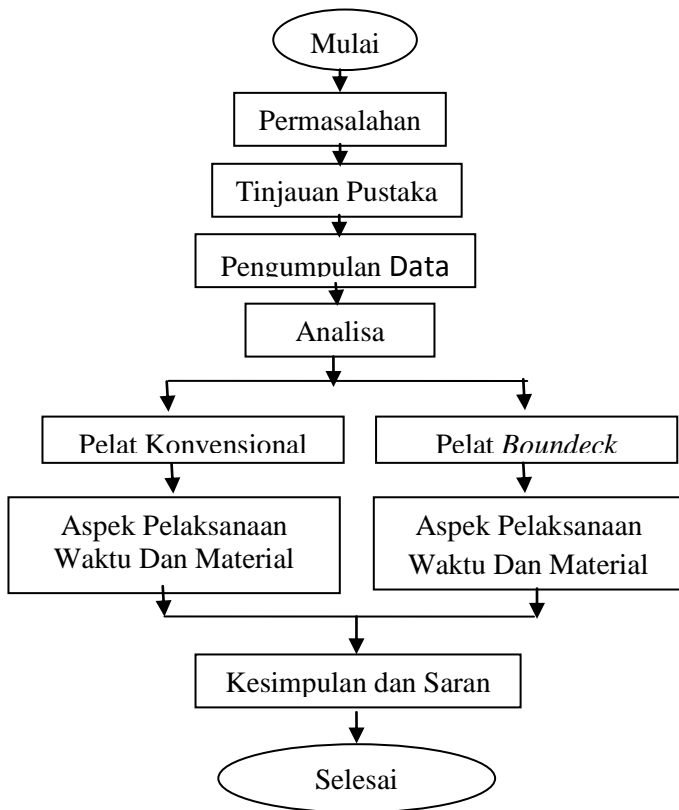 Mulai
Permasalahan
Tinjauan Pustaka
Pengumpulan Data
Analisa
Pelat Konvensional
Pelat Boundeck
Aspek Pelaksanaan
Waktu Dan Material
Aspek Pelaksanaan
Waktu Dan Material
Kesimpulan dan Saran
Selesai